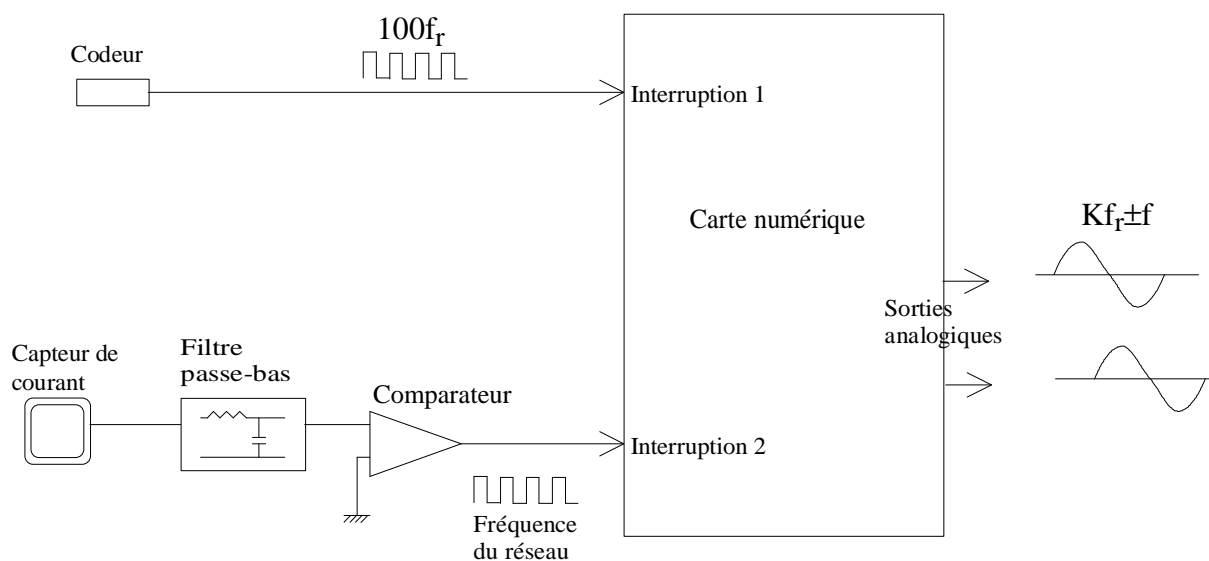 Codeur
100fr
Interruption 1
Carte numérique
Kfr±f
Sorties
analogiques
Capteur de
courant
Filtre
passe-bas
Comparateur
Interruption 2
Fréquence
du réseau